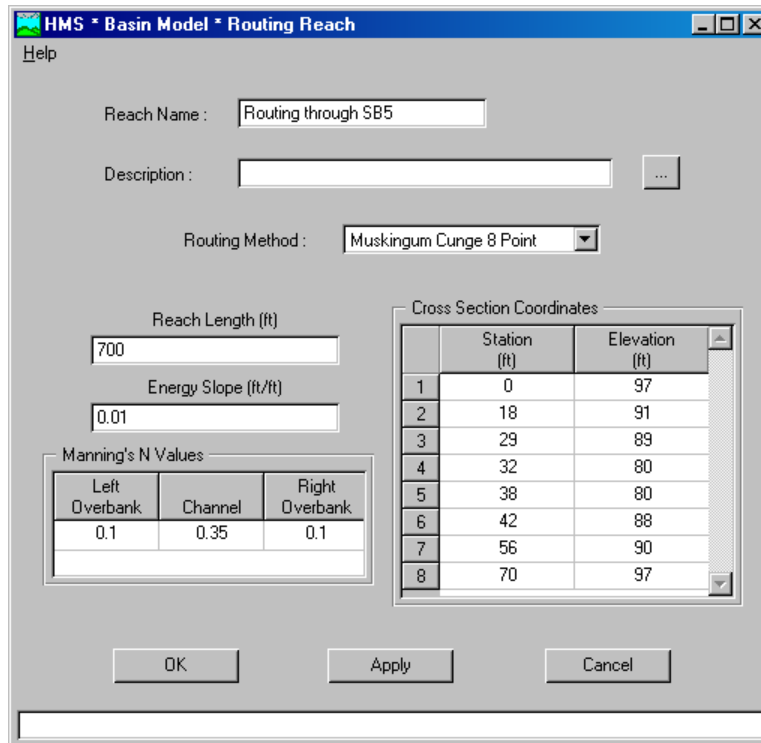 HMS * Basin Model * Routing Reach
Help
Reach Name :
Routing through SB5
Description :
...
Routing Method :
Muskingum Cunge 8 Point
Reach Length (ft)
700
Energy Slope (ft/ft)
0.01
Manning's N Values
Left Overbank Channel Right Overbank
0.1 0.35 0.1
Cross Section Coordinates
Station (ft) Elevation (ft)
1 0 97
2 18 91
3 29 89
4 32 80
5 38 80
6 42 88
7 56 90
8 70 97
OK Apply Cancel